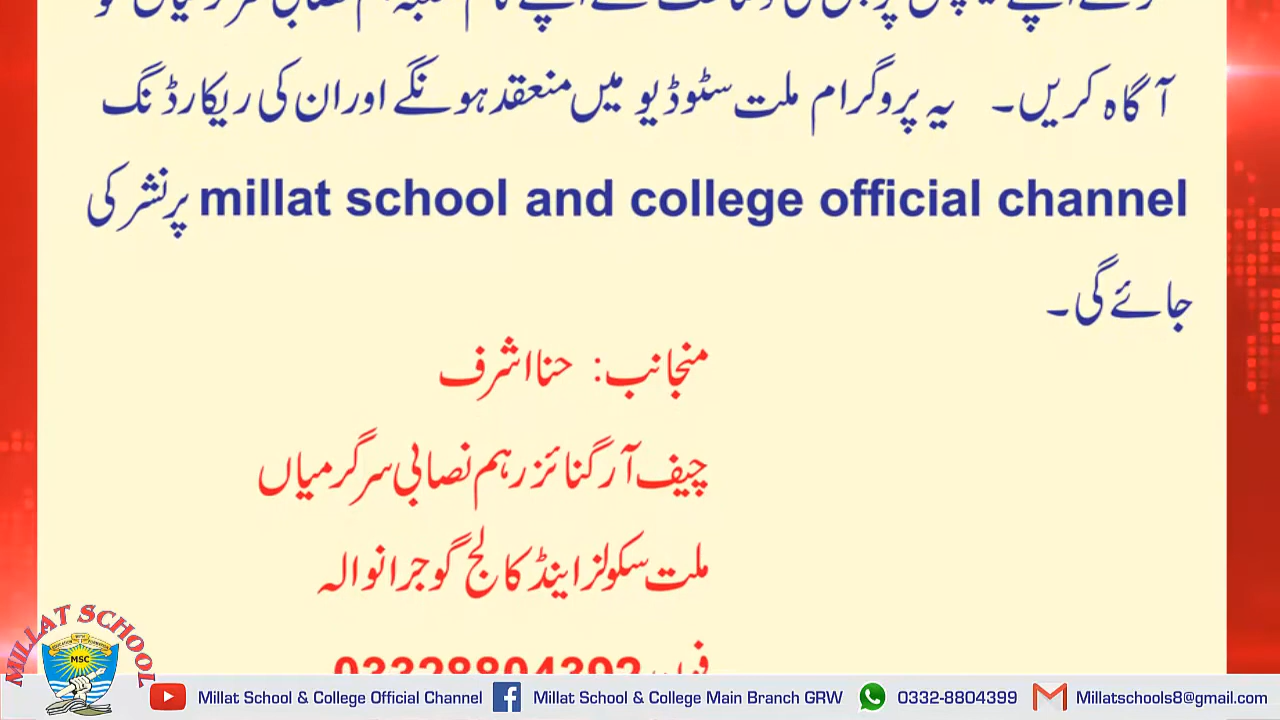 آگاہ کریں۔ یہ پروگرام ملت سٹوڈیو میں منعقد ہونگے اور ان کی ریکارڈنگ
millat school and college official channel پر نشر کی
جائے گی۔
منجانب: حنا اشرف
چیف آرگنائزر ہم نصابی سرگرمیاں
ملت سکولز اینڈ کالج گوجرانوالہ
MILLAT SCHOOL
MSC
Millat School & College Official Channel
Millat School & College Main Branch GRW
0332-8804399
Millatschools8@gmail.com